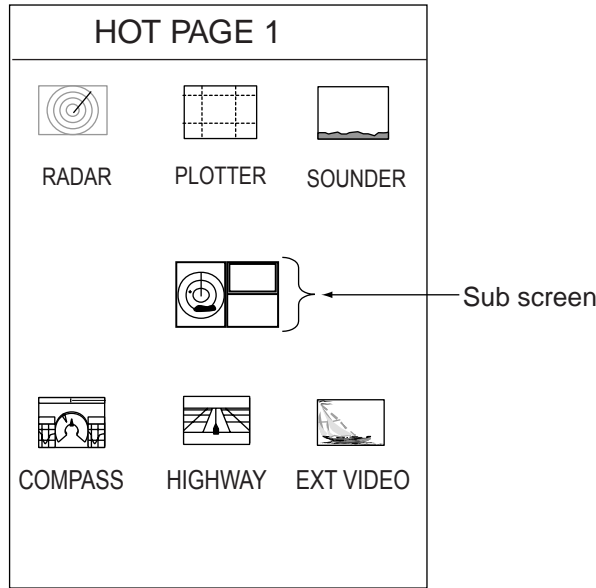 HOT PAGE 1
RADAR PLOTTER SOUNDER
Sub screen
COMPASS HIGHWAY EXT VIDEO